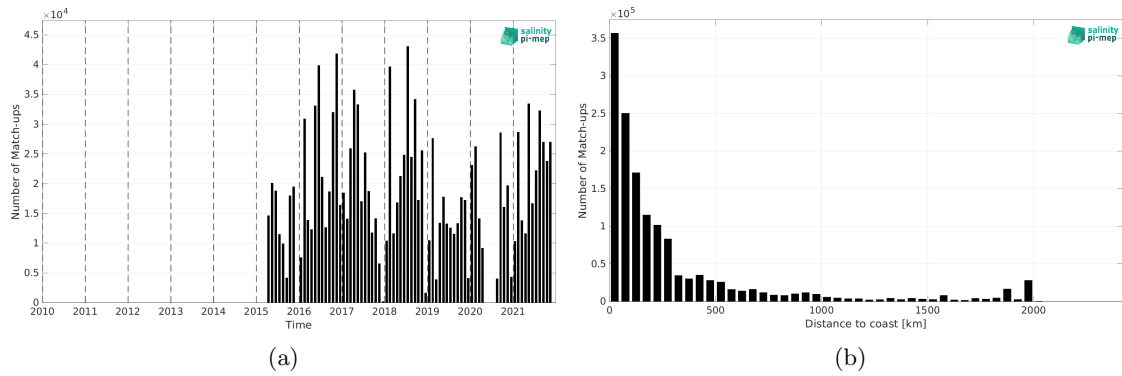 ×10⁴
4.5
4
3.5
3
2.5
2
1.5
1
0.5
0
Number of Match-ups
2010 2011 2012 2013 2014 2015 2016 2017 2018 2019 2020 2021
Time
salinity
pi-mep
(a)
×10⁵
3.5
3
2.5
2
1.5
1
0.5
0
Number of Match-ups
0 500 1000 1500 2000
Distance to coast [km]
salinity
pi-mep
(b)